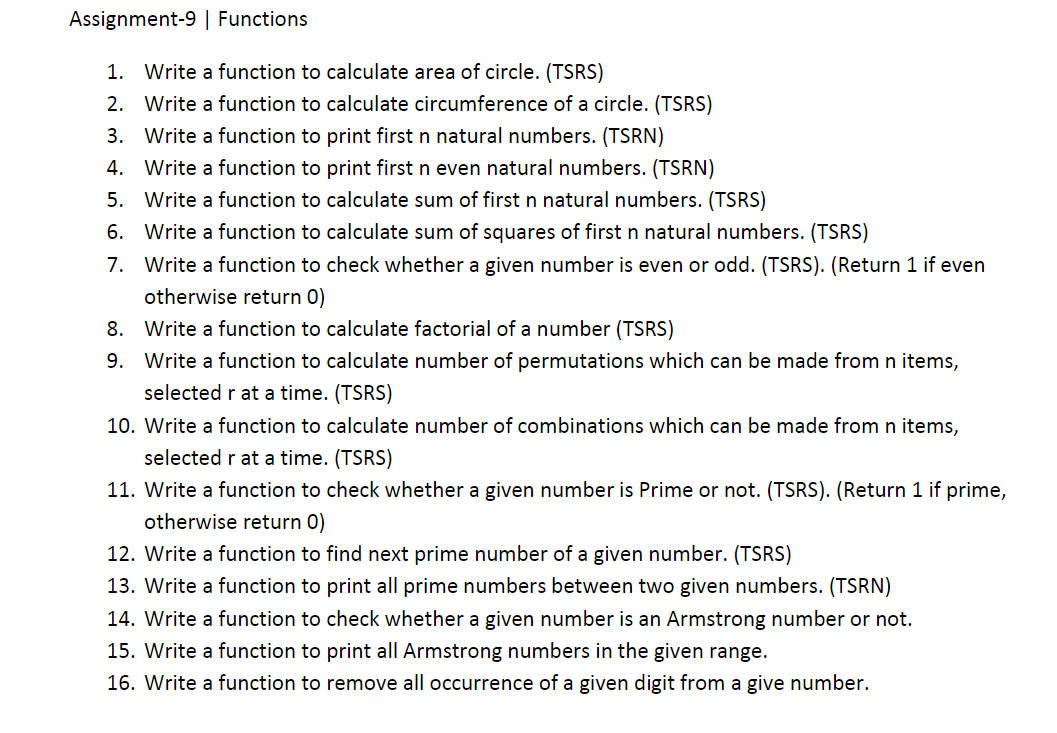 Assignment-9 | Functions
1. Write a function to calculate area of circle. (TSRS)
2. Write a function to calculate circumference of a circle. (TSRS)
3. Write a function to print first n natural numbers. (TSRN)
4. Write a function to print first n even natural numbers. (TSRN)
5. Write a function to calculate sum of first n natural numbers. (TSRS)
6. Write a function to calculate sum of squares of first n natural numbers. (TSRS)
7. Write a function to check whether a given number is even or odd. (TSRS). (Return 1 if even
otherwise return 0)
8. Write a function to calculate factorial of a number (TSRS)
9. Write a function to calculate number of permutations which can be made from n items,
selected r at a time. (TSRS)
10. Write a function to calculate number of combinations which can be made from n items,
selected r at a time. (TSRS)
11. Write a function to check whether a given number is Prime or not. (TSRS). (Return 1 if prime,
otherwise return 0)
12. Write a function to find next prime number of a given number. (TSRS)
13. Write a function to print all prime numbers between two given numbers. (TSRN)
14. Write a function to check whether a given number is an Armstrong number or not.
15. Write a function to print all Armstrong numbers in the given range.
16. Write a function to remove all occurrence of a given digit from a give number.